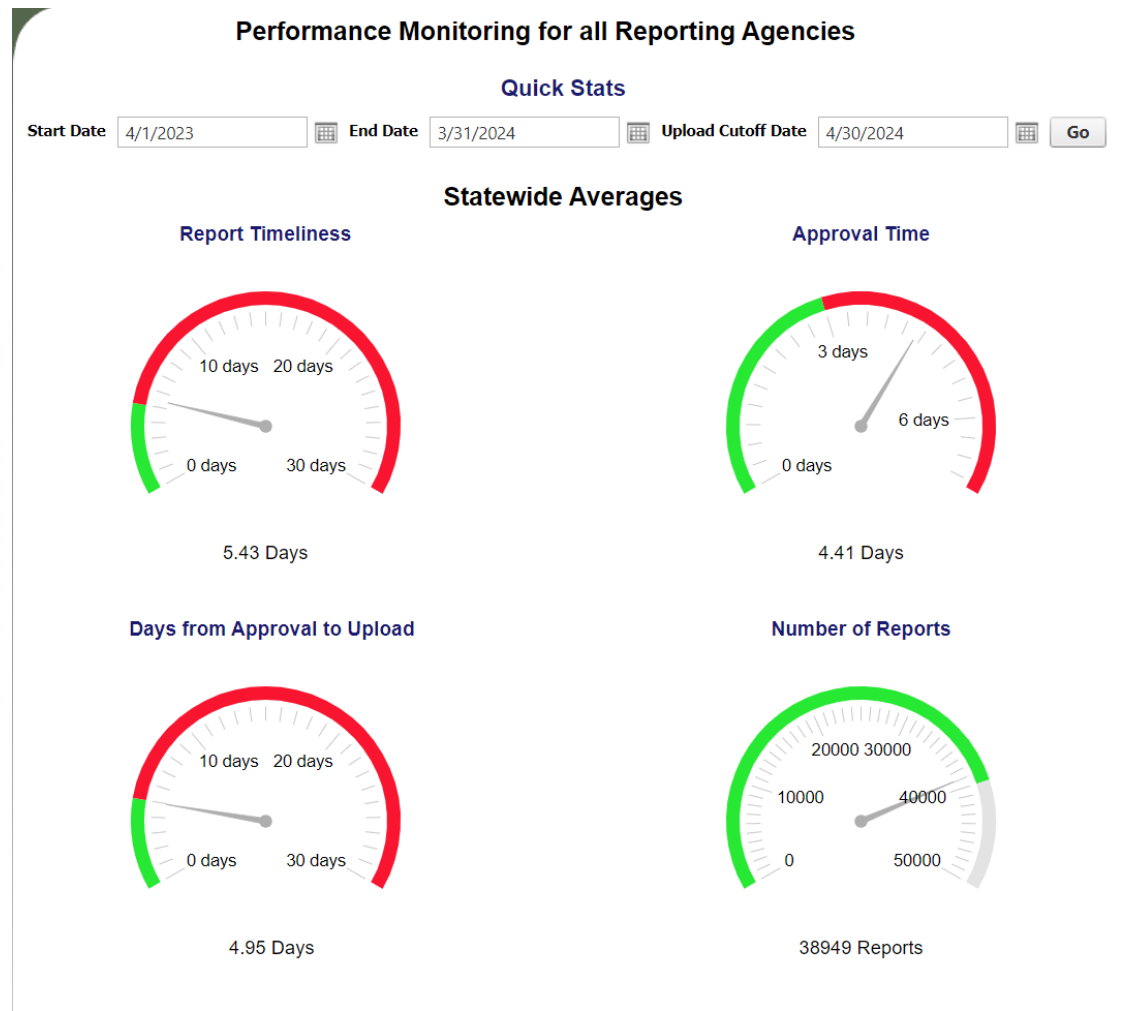 Performance Monitoring for all Reporting Agencies
Quick Stats
Start Date 4/1/2023 End Date 3/31/2024 Upload Cutoff Date 4/30/2024 Go
Statewide Averages
Report Timeliness
10 days 20 days
0 days 30 days
5.43 Days
Approval Time
3 days
6 days
0 days
4.41 Days
Days from Approval to Upload
10 days 20 days
0 days 30 days
4.95 Days
Number of Reports
20000 30000
10000 40000
0 50000
38949 Reports